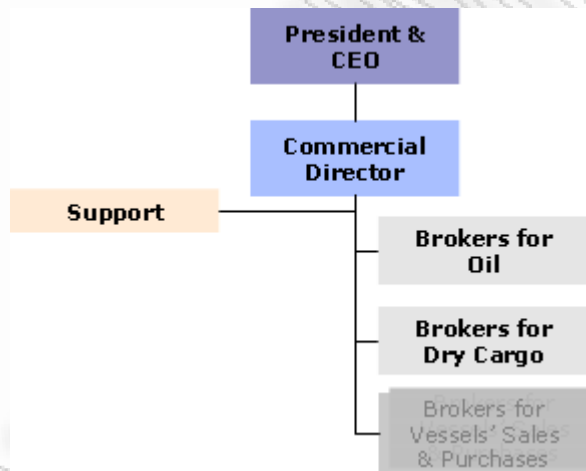 President &
CEO
Commercial
Director
Support
Brokers for
Oil
Brokers for
Dry Cargo
Brokers for
Vessels' Sales
& Purchases